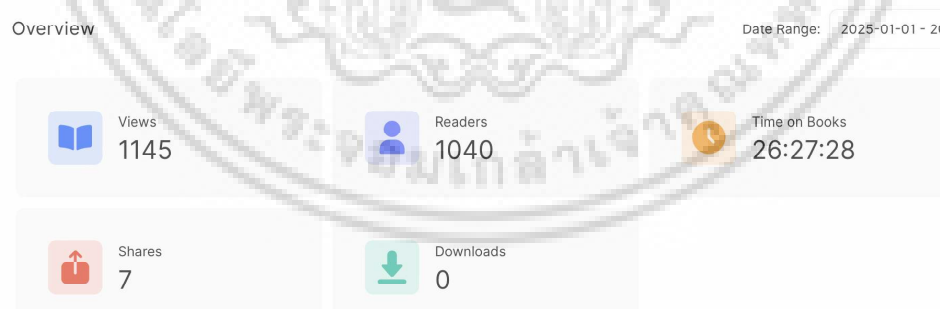 Overview
Date Range: 2025-01-01 - 20
Views
1145
Readers
1040
Time on Books
26:27:28
Shares
7
Downloads
0